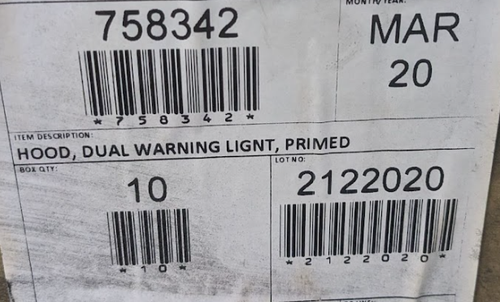 758342
*758342*
MONTH/YEAR:
MAR
20
ITEM DESCRIPTION:
HOOD, DUAL WARNING LIGNT, PRIMED
BOX QTY:
10
*10*
LOT NO:
2122020
*2122020*